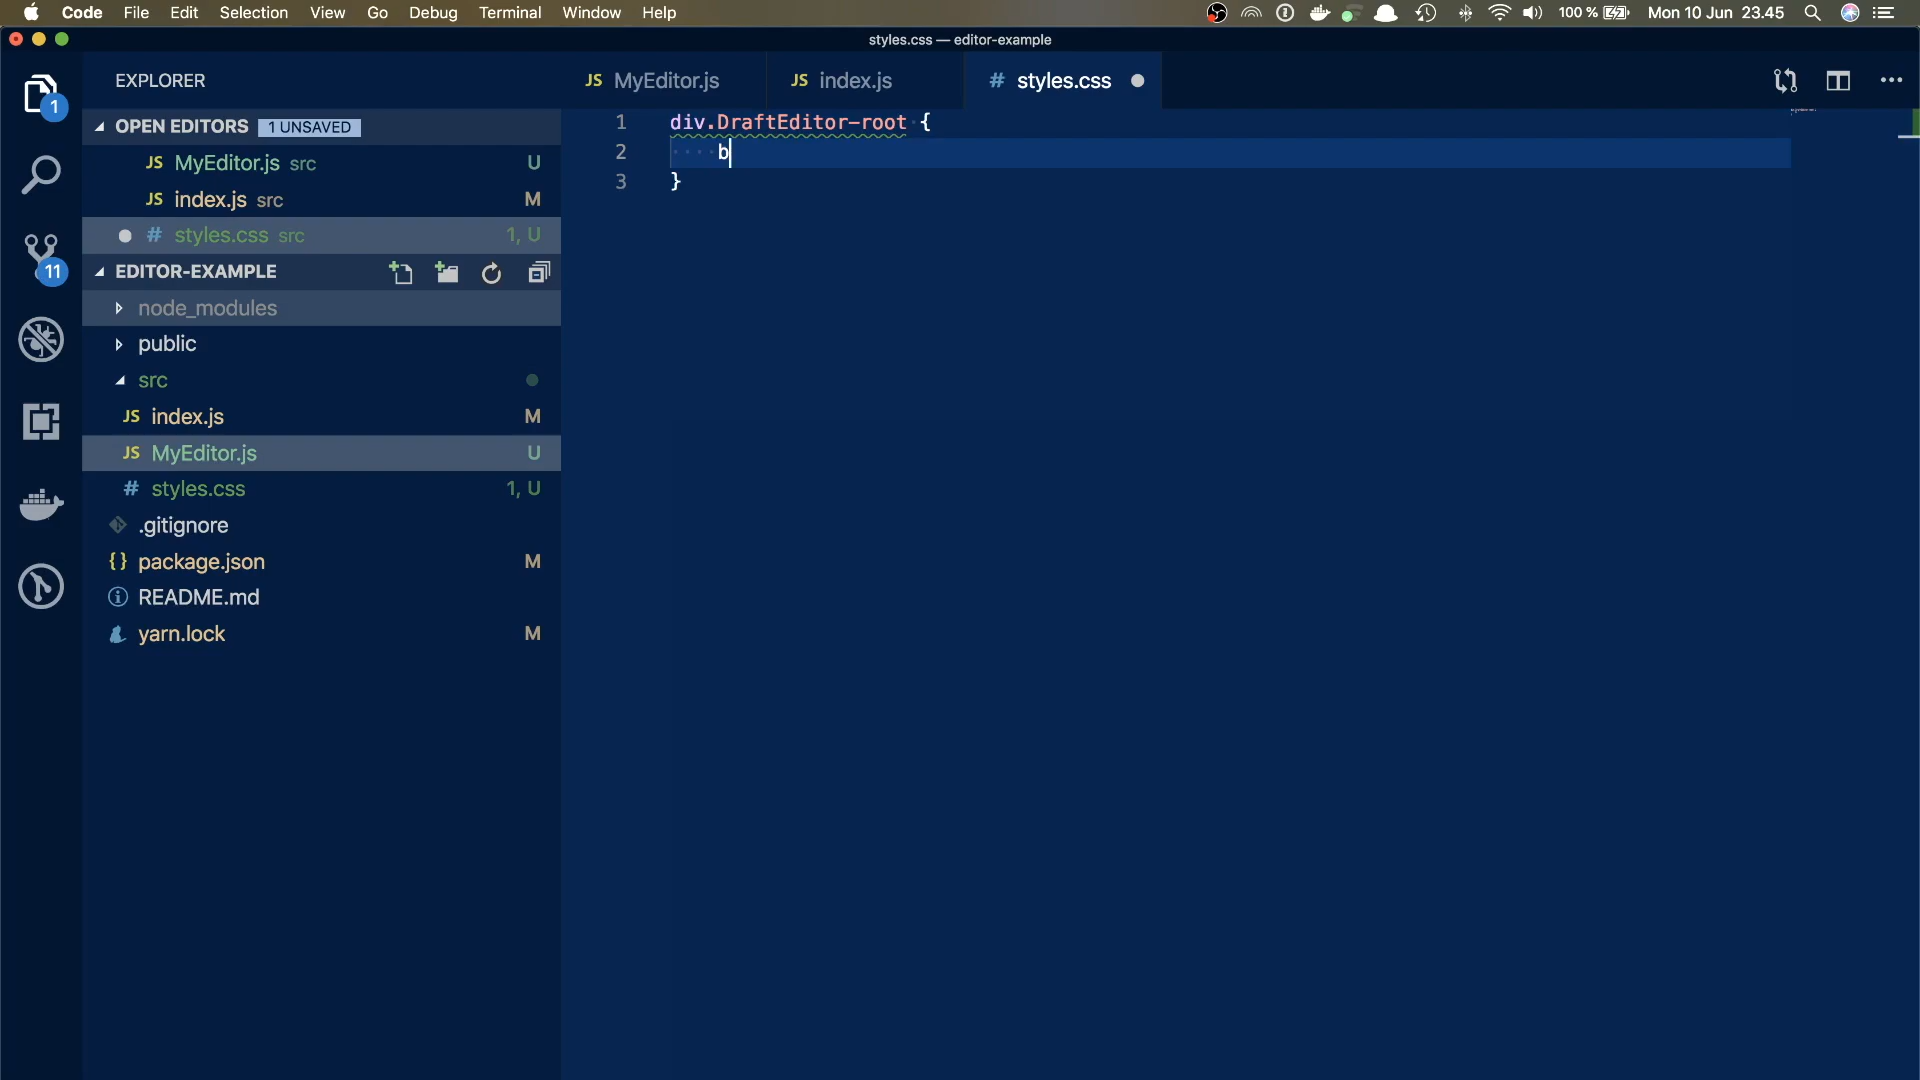 Code File Edit Selection View Go Debug Terminal Window Help 100 % Mon 10 Jun 23.45
styles.css — editor-example
EXPLORER
JS MyEditor.js JS index.js # styles.css
1
OPEN EDITORS 1 UNSAVED
JS MyEditor.js src U
JS index.js src M
# styles.css src 1, U
11
EDITOR-EXAMPLE
node_modules
public
src
JS index.js M
JS MyEditor.js U
# styles.css 1, U
.gitignore
{} package.json M
README.md
yarn.lock M
1 div.DraftEditor-root {
2 b
3 }